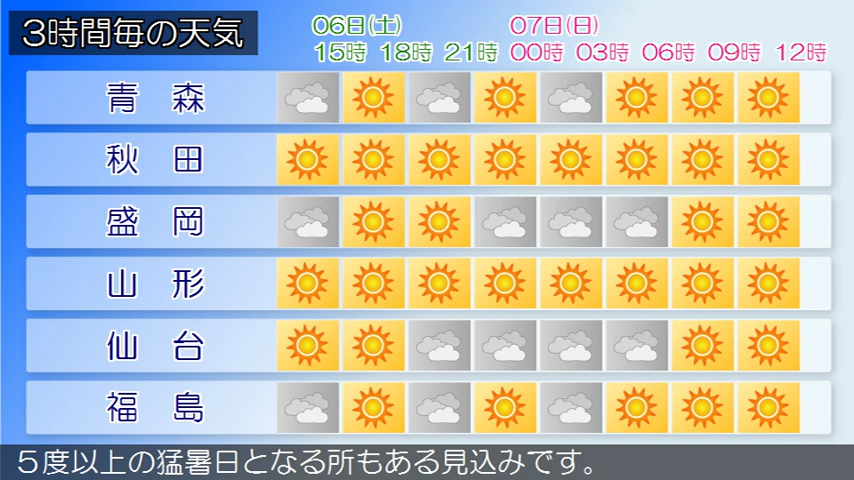 3時間毎の天気
06日(土) 07日(日)
15時 18時 21時 00時 03時 06時 09時 12時
青 森
秋 田
盛 岡
山 形
仙 台
福 島
５度以上の猛暑日となる所もある見込みです。